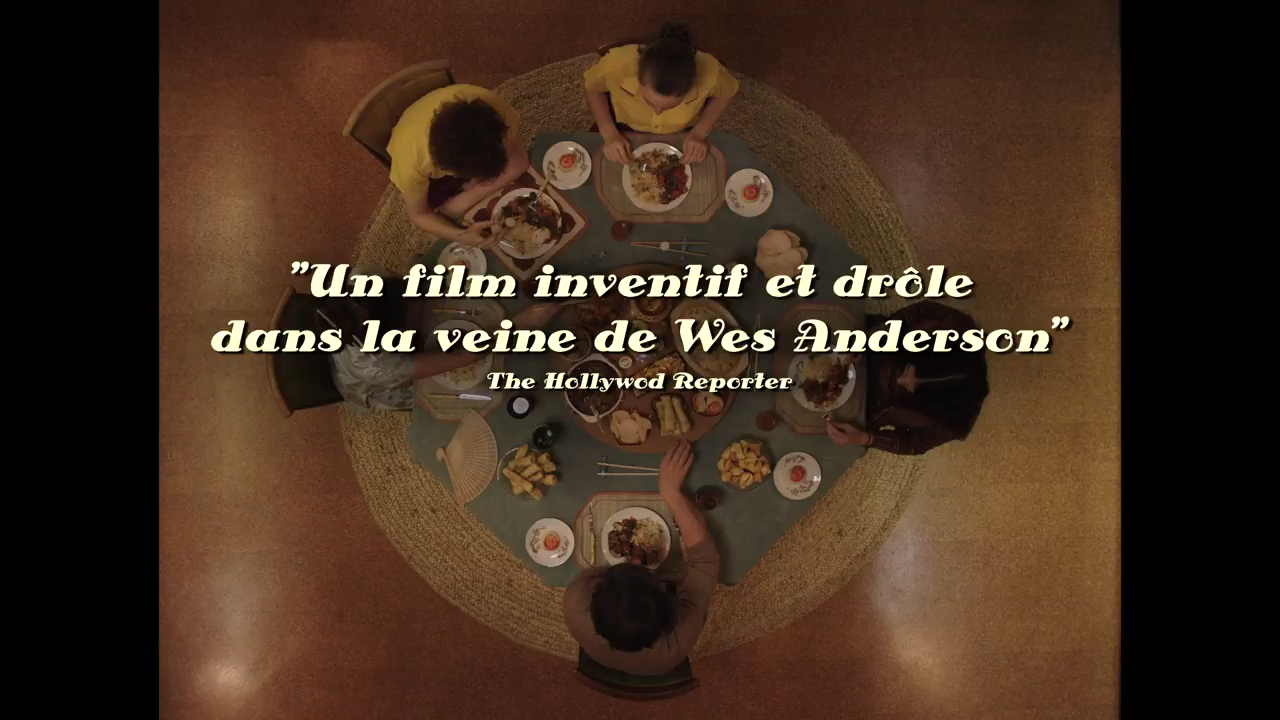 "Un film inventif et drôle
dans la veine de Wes Anderson"
The Hollywod Reporter